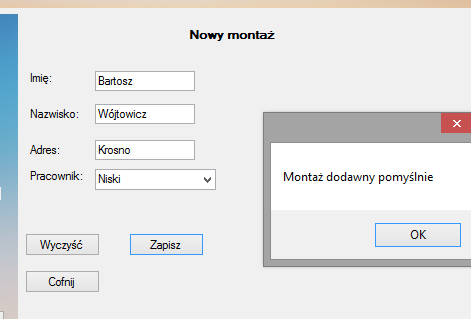 Nowy montaż
Imię: Bartosz
Nazwisko: Wójtowicz
Adres: Krosno
Pracownik: Niski
Wyczyść Zapisz
Cofnij
Montaż dodawny pomyślnie
OK